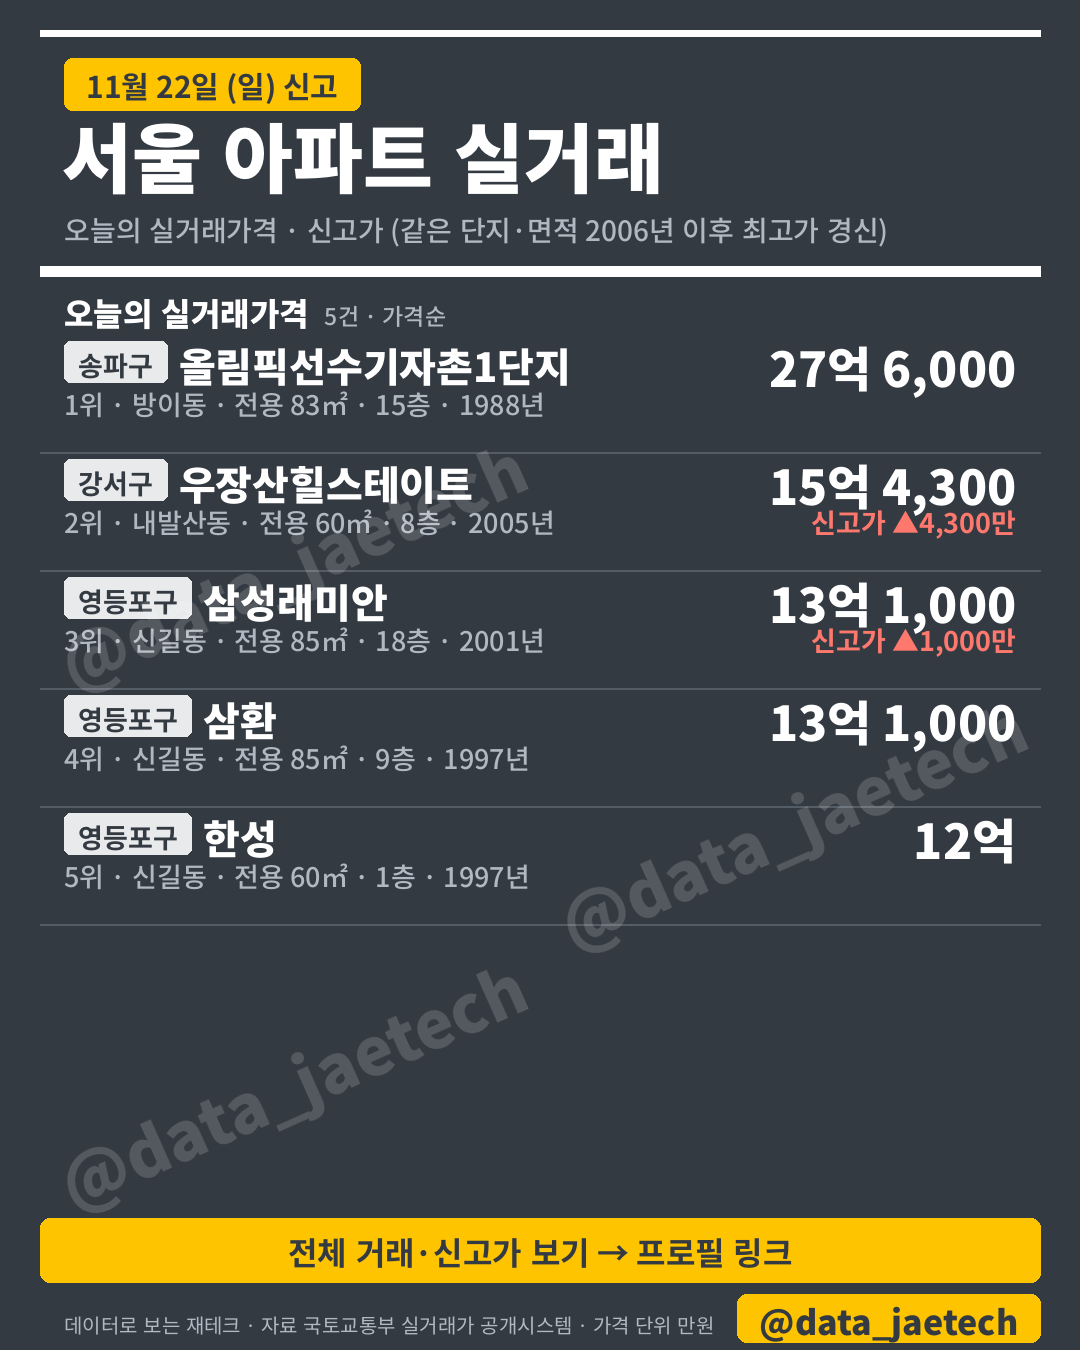 11월 22일 (일) 신고
서울 아파트 실거래
오늘의 실거래가격 · 신고가 (같은 단지·면적 2006년 이후 최고가 경신)
오늘의 실거래가격 5건 · 가격순
송파구 올림픽선수기자촌1단지 27억 6,000
1위 · 방이동 · 전용 83㎡ · 15층 · 1988년
강서구 우장산힐스테이트 15억 4,300
2위 · 내발산동 · 전용 60㎡ · 8층 · 2005년 신고가 ▲4,300만
영등포구 삼성래미안 13억 1,000
3위 · 신길동 · 전용 85㎡ · 18층 · 2001년 신고가 ▲1,000만
영등포구 삼환 13억 1,000
4위 · 신길동 · 전용 85㎡ · 9층 · 1997년
영등포구 한성 12억
5위 · 신길동 · 전용 60㎡ · 1층 · 1997년
@data_jaetech
@data_jaetech
@data_jaetech
전체 거래·신고가 보기 → 프로필 링크
데이터로 보는 재테크 · 자료 국토교통부 실거래가 공개시스템 · 가격 단위 만원 @data_jaetech